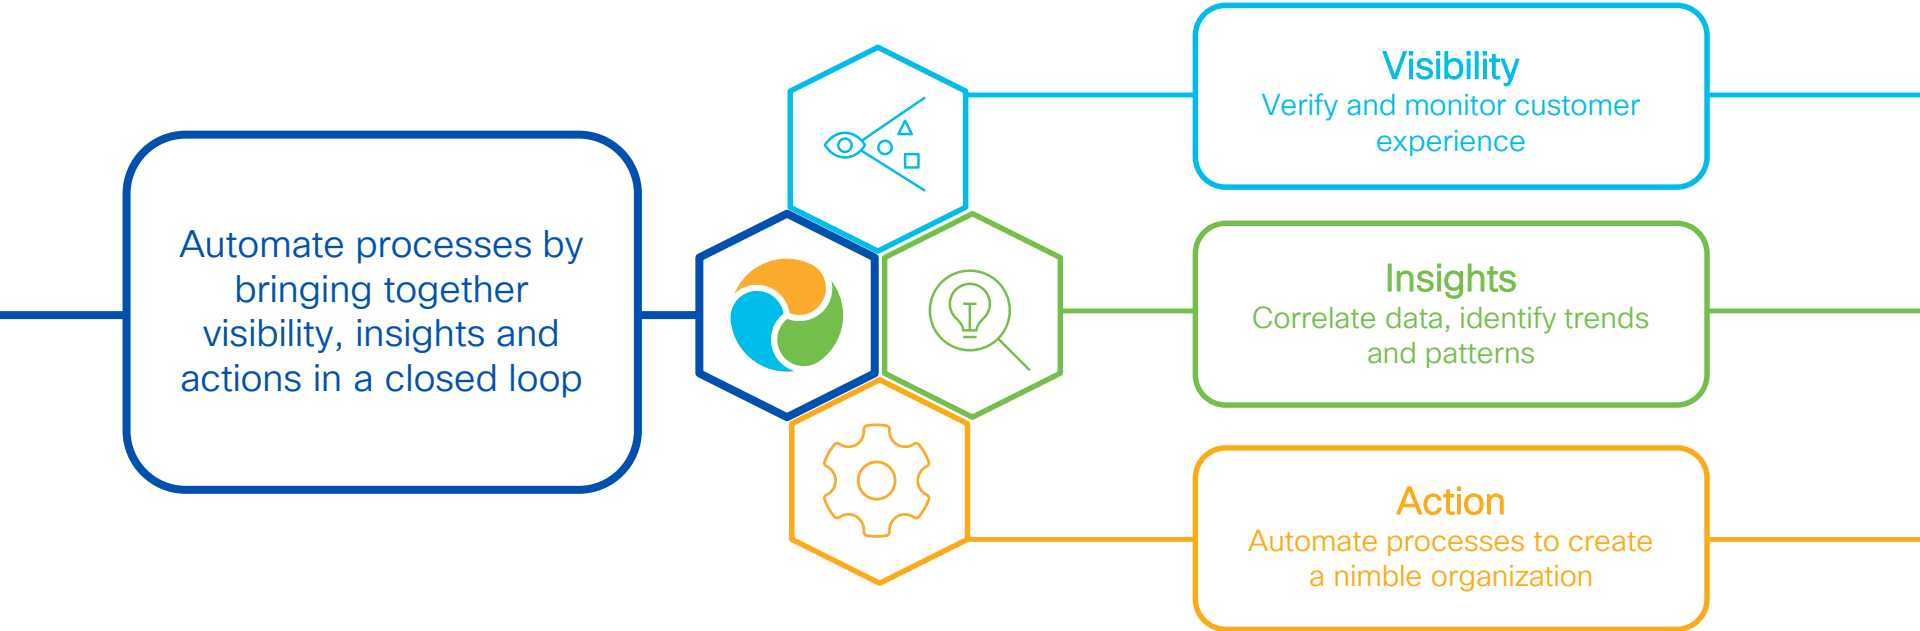 Automate processes by
bringing together
visibility, insights and
actions in a closed loop
Visibility
Verify and monitor customer
experience
Insights
Correlate data, identify trends
and patterns
Action
Automate processes to create
a nimble organization